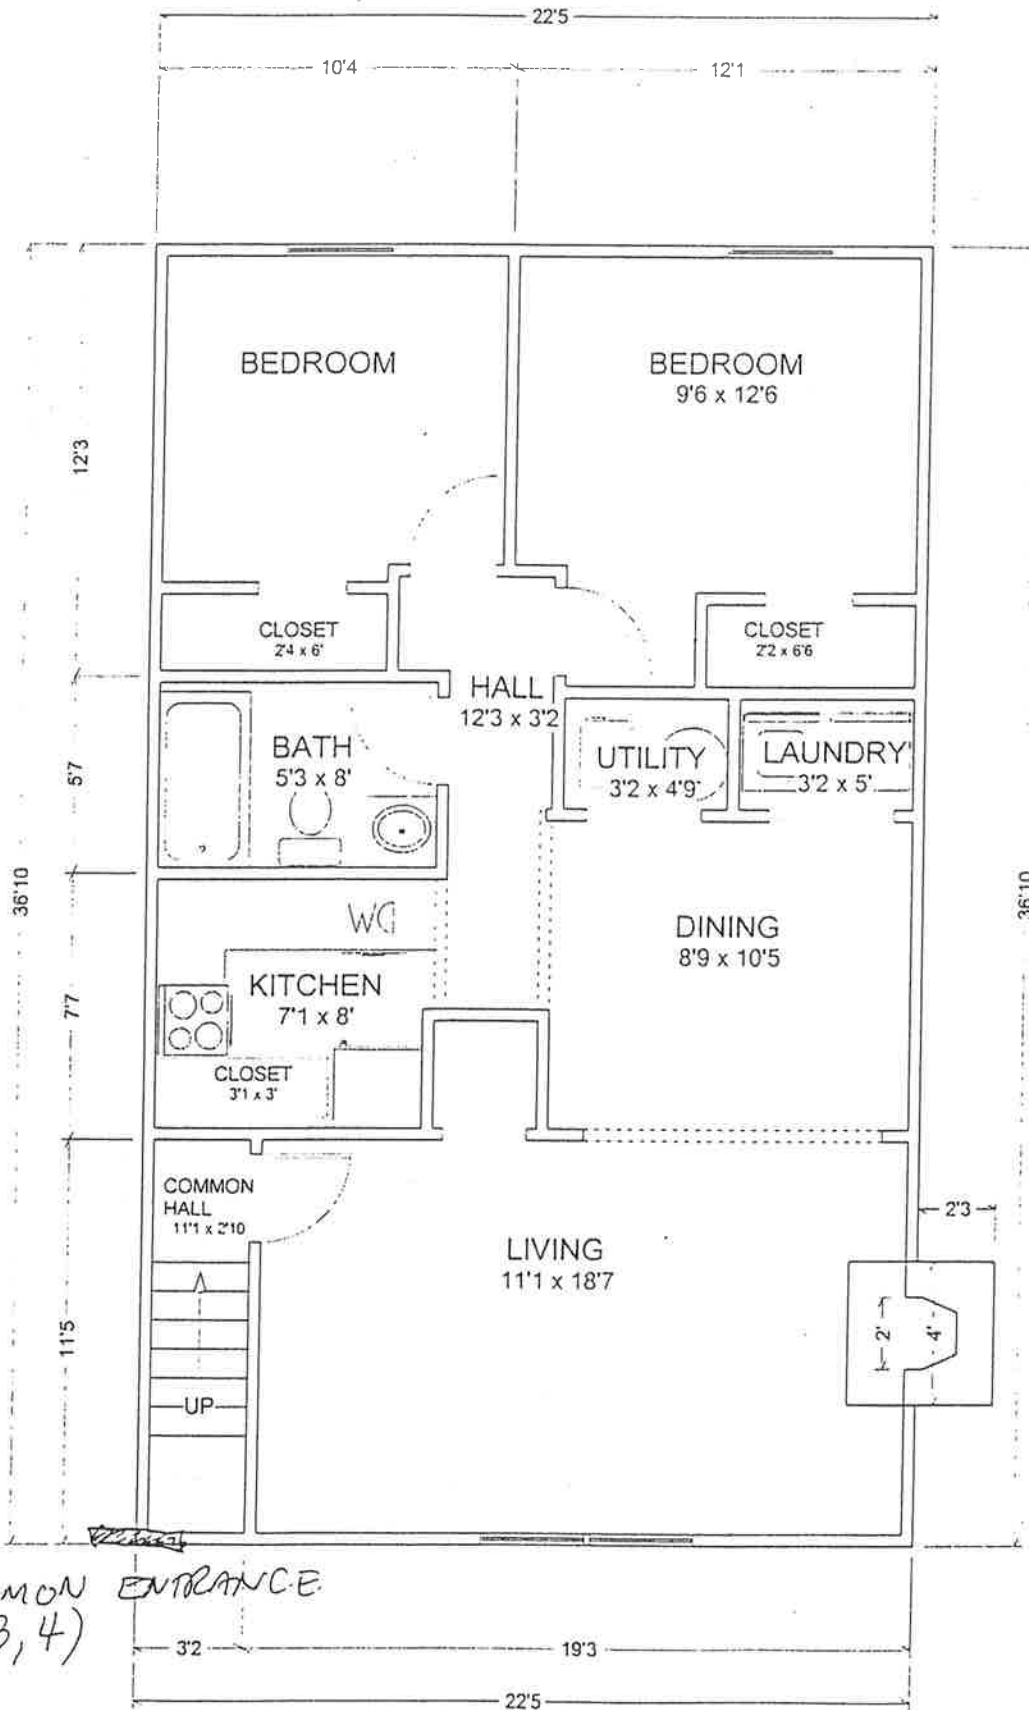 22'5
10'4
12'1
BEDROOM
BEDROOM
9'6 x 12'6
12'3
CLOSET
2'4 x 6'
CLOSET
2'2 x 6'6
HALL
12'3 x 3'2
BATH
5'3 x 8'
UTILITY
3'2 x 4'9
LAUNDRY
3'2 x 5'
5'7
36'10
36'10
DW
DINING
8'9 x 10'5
KITCHEN
7'1 x 8'
7'7
CLOSET
3'1 x 3'
COMMON
HALL
11'1 x 2'10
2'3
LIVING
11'1 x 18'7
2'
4'
11'5
UP
MON ENTRANCE
3, 4)
3'2
19'3
22'5